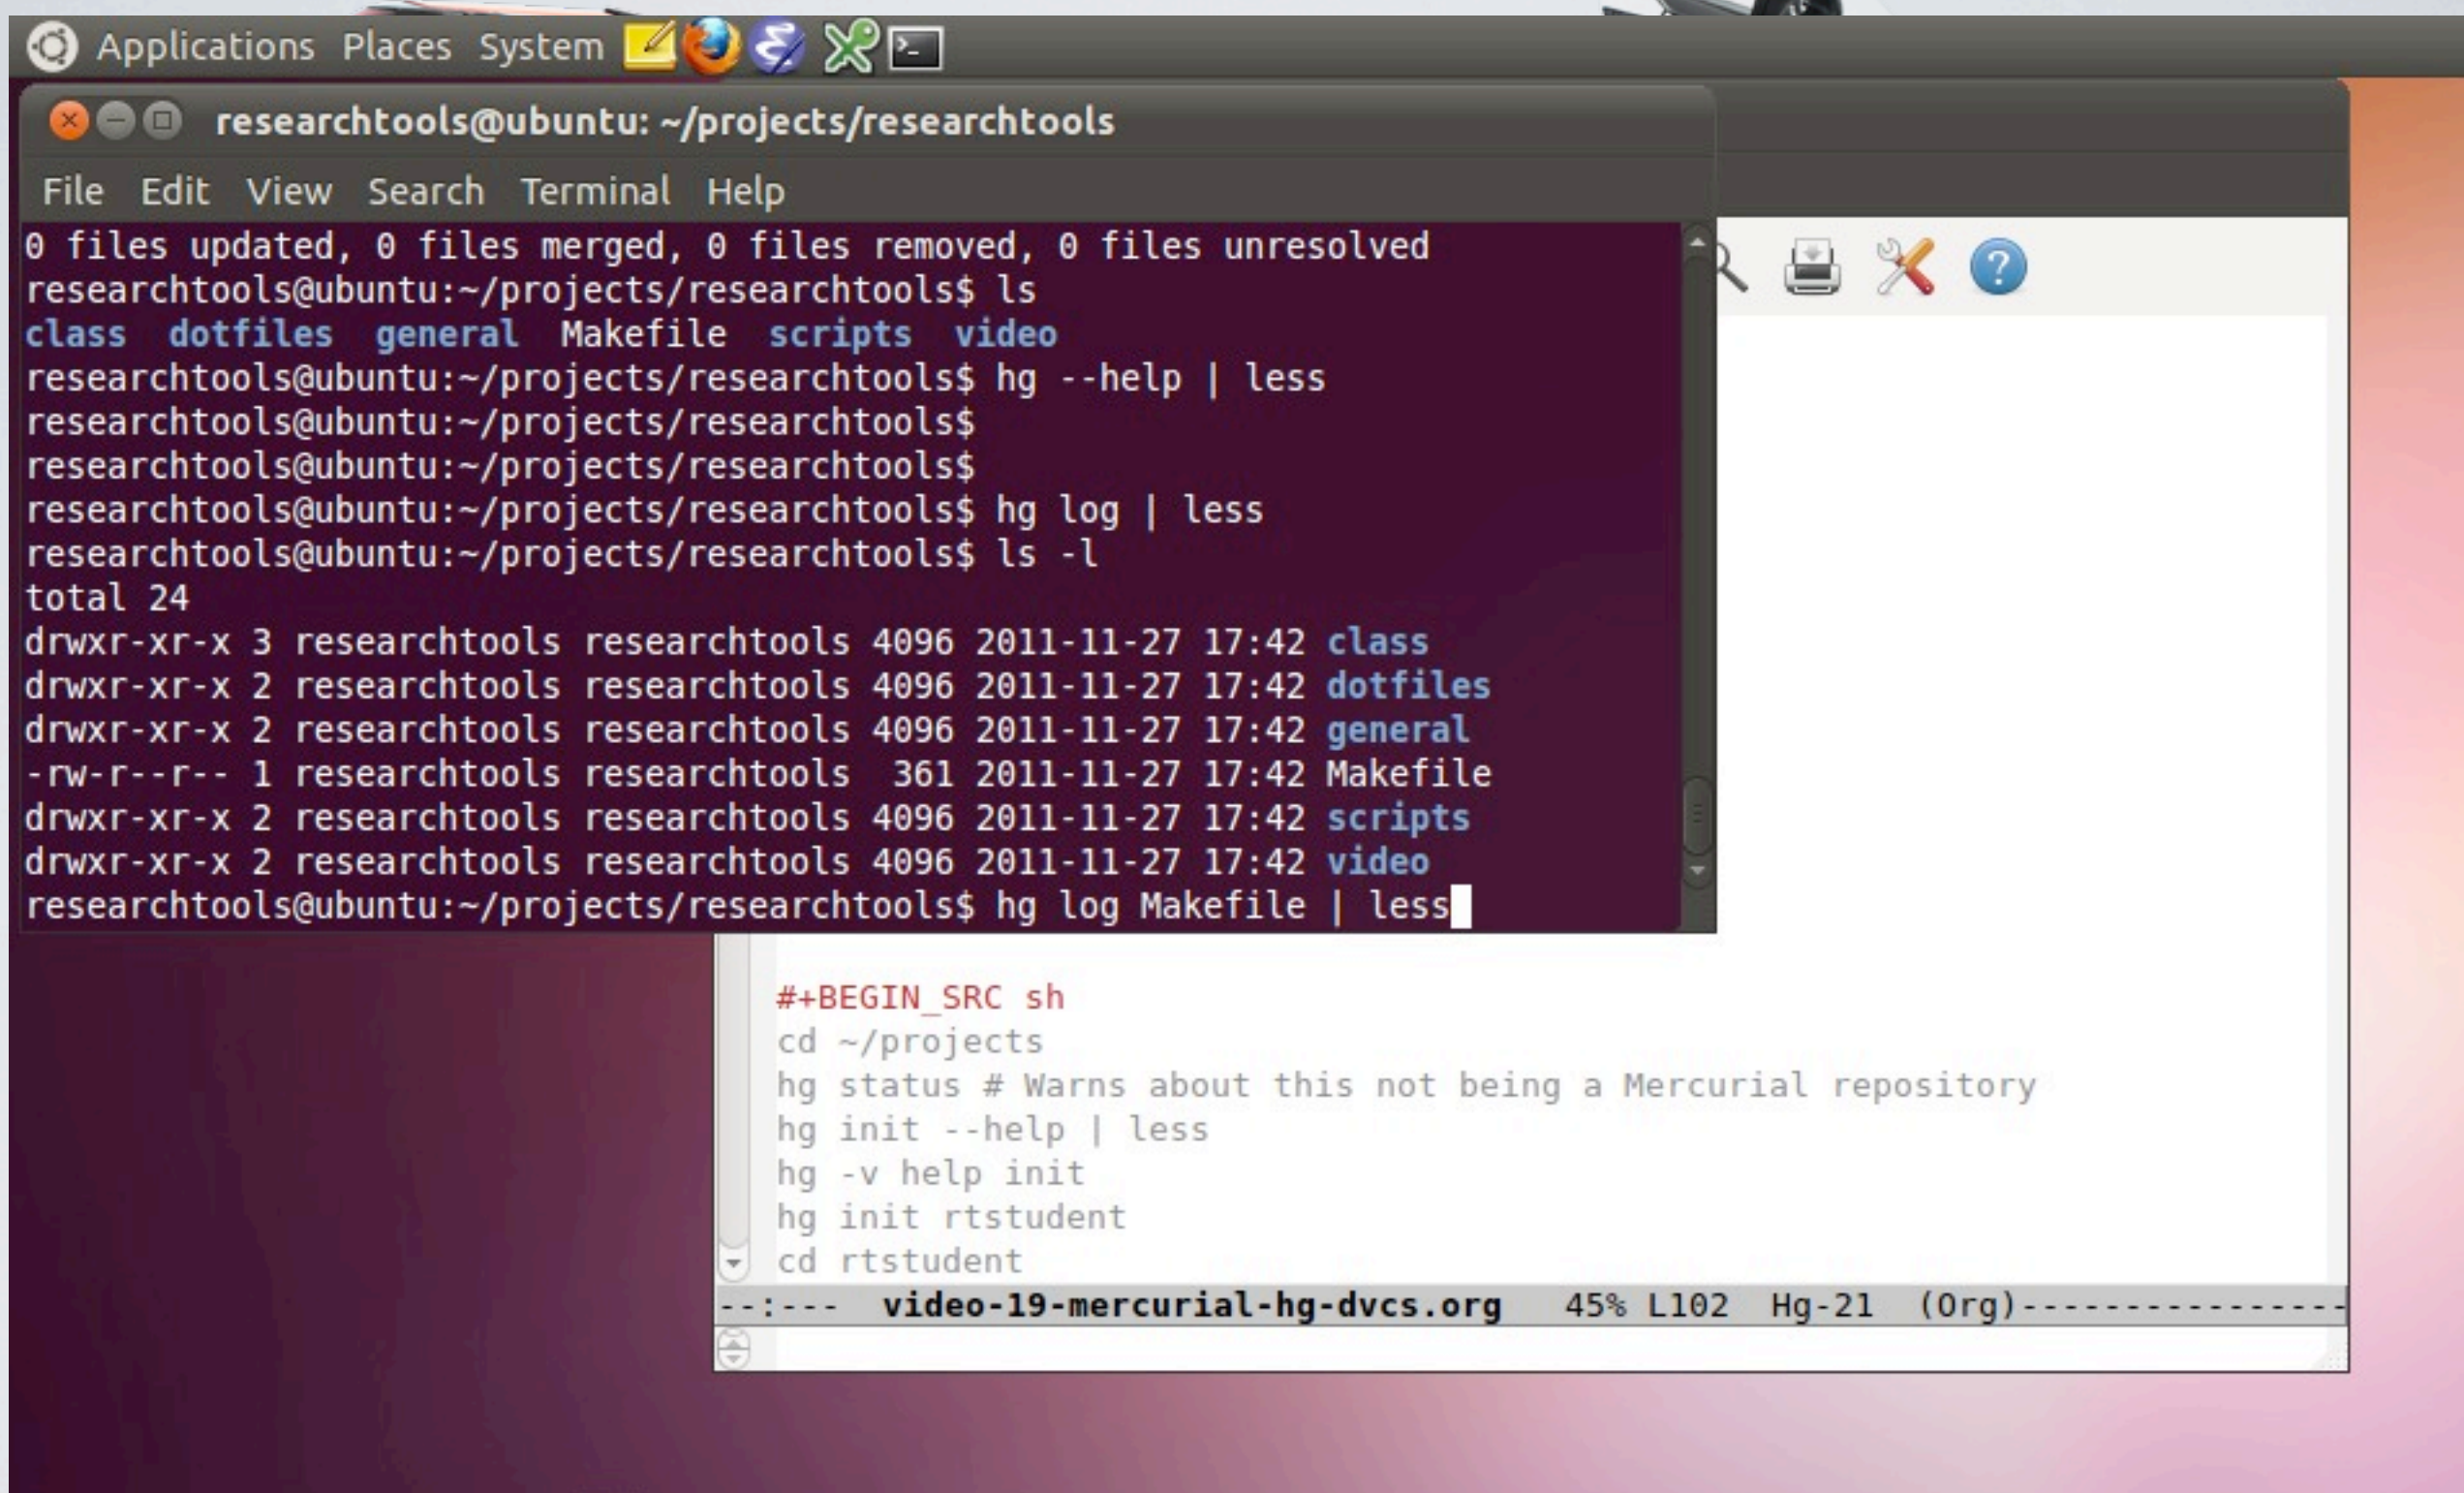 Applications Places System
researchtools@ubuntu: ~/projects/researchtools
File Edit View Search Terminal Help
0 files updated, 0 files merged, 0 files removed, 0 files unresolved
researchtools@ubuntu:~/projects/researchtools$ ls
class dotfiles general Makefile scripts video
researchtools@ubuntu:~/projects/researchtools$ hg --help | less
researchtools@ubuntu:~/projects/researchtools$
researchtools@ubuntu:~/projects/researchtools$
researchtools@ubuntu:~/projects/researchtools$ hg log | less
researchtools@ubuntu:~/projects/researchtools$ ls -l
total 24
drwxr-xr-x 3 researchtools researchtools 4096 2011-11-27 17:42 class
drwxr-xr-x 2 researchtools researchtools 4096 2011-11-27 17:42 dotfiles
drwxr-xr-x 2 researchtools researchtools 4096 2011-11-27 17:42 general
-rw-r--r-- 1 researchtools researchtools  361 2011-11-27 17:42 Makefile
drwxr-xr-x 2 researchtools researchtools 4096 2011-11-27 17:42 scripts
drwxr-xr-x 2 researchtools researchtools 4096 2011-11-27 17:42 video
researchtools@ubuntu:~/projects/researchtools$ hg log Makefile | less
#+BEGIN_SRC sh
cd ~/projects
hg status # Warns about this not being a Mercurial repository
hg init --help | less
hg -v help init
hg init rtstudent
cd rtstudent
--:--- video-19-mercurial-hg-dvcs.org 45% L102 Hg-21 (Org)----------------